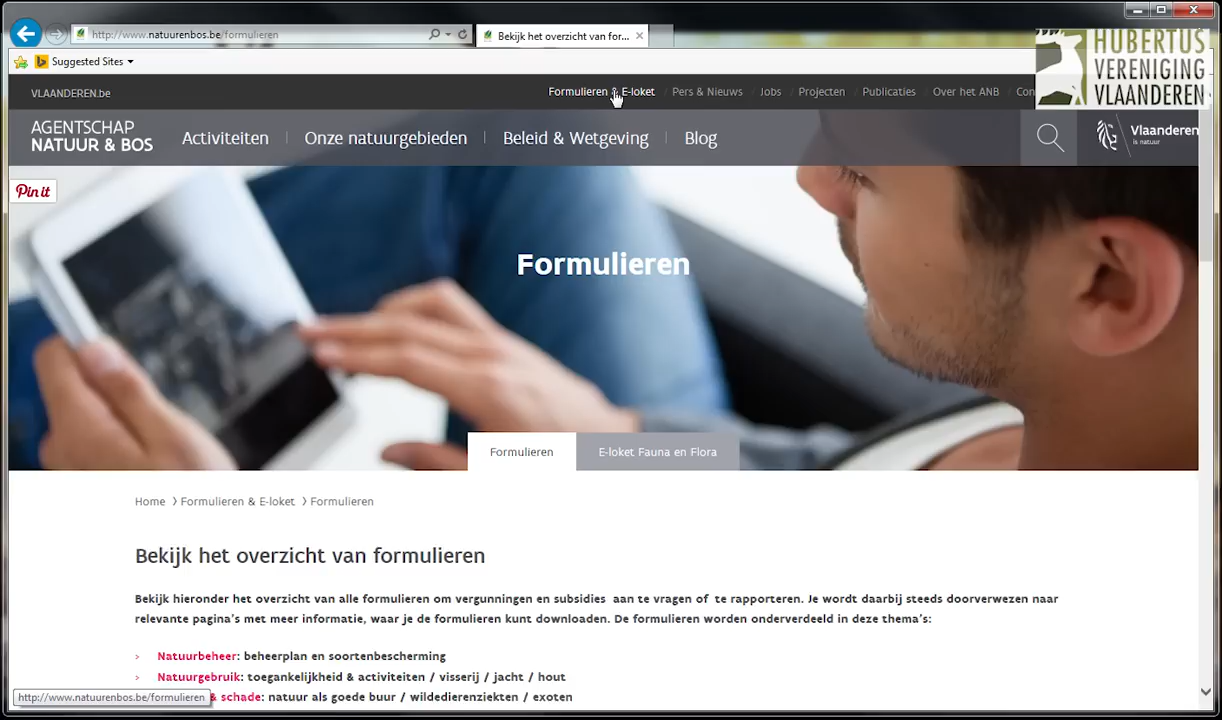 http://www.natuurenbos.be/formulieren
Bekijk het overzicht van for...
Suggested Sites
HUBERTUS
VERENIGING
VLAANDEREN
VLAANDEREN.be
Formulieren & E-loket / Pers & Nieuws / Jobs / Projecten / Publicaties / Over het ANB / Con
AGENTSCHAP
NATUUR & BOS
Activiteiten | Onze natuurgebieden | Beleid & Wetgeving | Blog
Vlaanderen
is natuur
Pin it
Formulieren
Formulieren
E-loket Fauna en Flora
Home > Formulieren & E-loket > Formulieren
Bekijk het overzicht van formulieren
Bekijk hieronder het overzicht van alle formulieren om vergunningen en subsidies aan te vragen of te rapporteren. Je wordt daarbij steeds doorverwezen naar
relevante pagina's met meer informatie, waar je de formulieren kunt downloaden. De formulieren worden onderverdeeld in deze thema's:
> Natuurbeheer: beheerplan en soortenbescherming
> Natuurgebruik: toegankelijkheid & activiteiten / visserij / jacht / hout
& schade: natuur als goede buur / wildedierenziekten / exoten
http://www.natuurenbos.be/formulieren